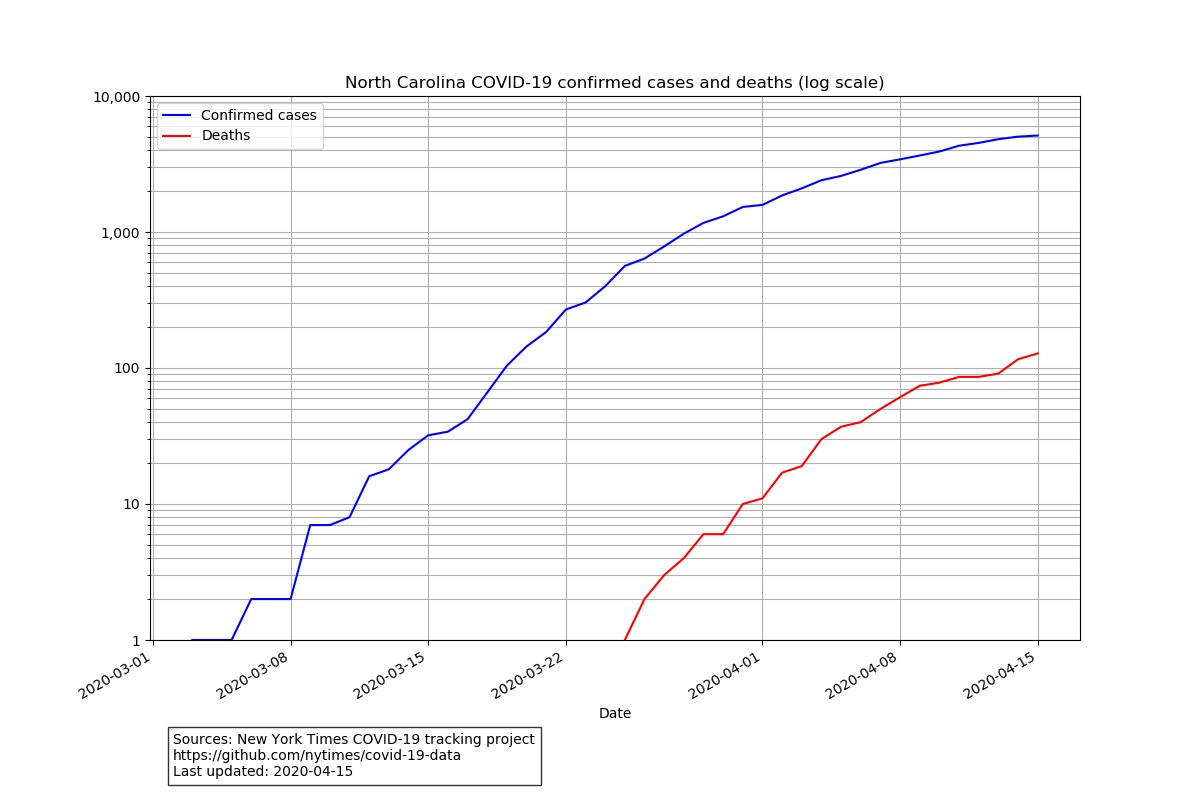 North Carolina COVID-19 confirmed cases and deaths (log scale)
10,000
1,000
100
10
1
Confirmed cases
Deaths
2020-03-01
2020-03-08
2020-03-15
2020-03-22
2020-04-01
2020-04-08
2020-04-15
Date
Sources: New York Times COVID-19 tracking project
https://github.com/nytimes/covid-19-data
Last updated: 2020-04-15